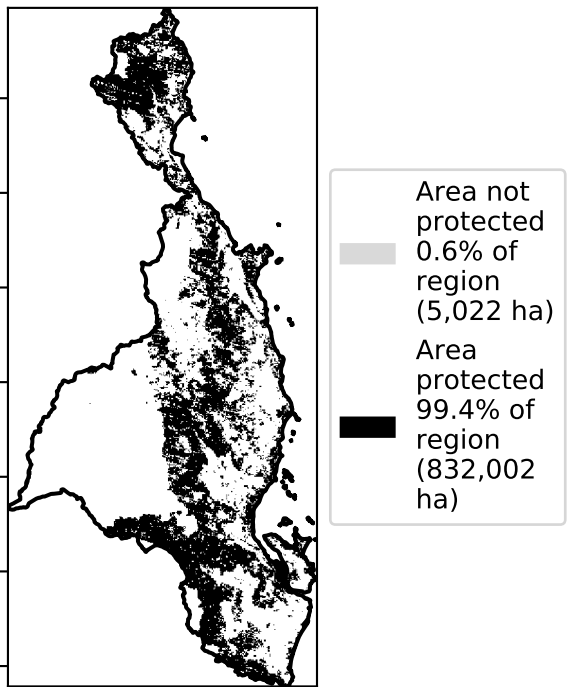 Area not
protected
0.6% of
region
(5,022 ha)
Area
protected
99.4% of
region
(832,002
ha)